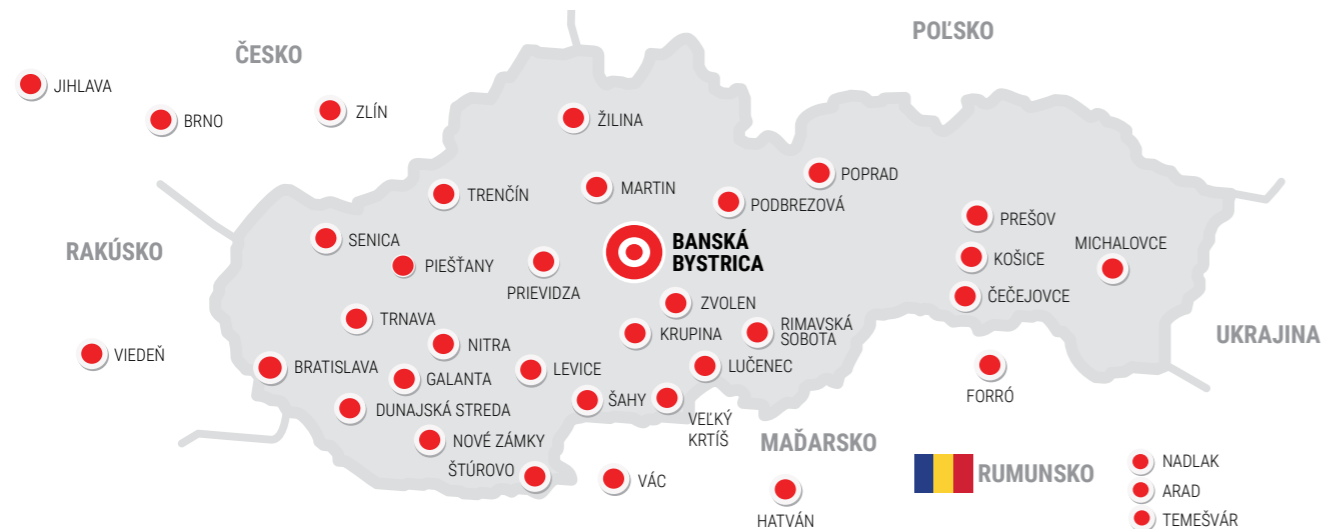 POĽSKO
ČESKO
JIHLAVA
BRNO
ZLÍN
ŽILINA
POPRAD
TRENČÍN
MARTIN
PODBREZOVÁ
PREŠOV
SENICA
BANSKÁ
BYSTRICA
MICHALOVCE
RAKÚSKO
PIEŠŤANY
KOŠICE
PRIEVIDZA
ČEČEJOVCE
ZVOLEN
TRNAVA
KRUPINA
RIMAVSKÁ
SOBOTA
UKRAJINA
NITRA
VIEDEŇ
BRATISLAVA
LEVICE
LUČENEC
GALANTA
FORRÓ
ŠAHY
DUNAJSKÁ STREDA
VEĽKÝ
KRTÍŠ
NOVÉ ZÁMKY
MAĎARSKO
ŠTÚROVO
VÁC
RUMUNSKO
NADLAK
ARAD
HATVÁN
TEMEŠVÁR